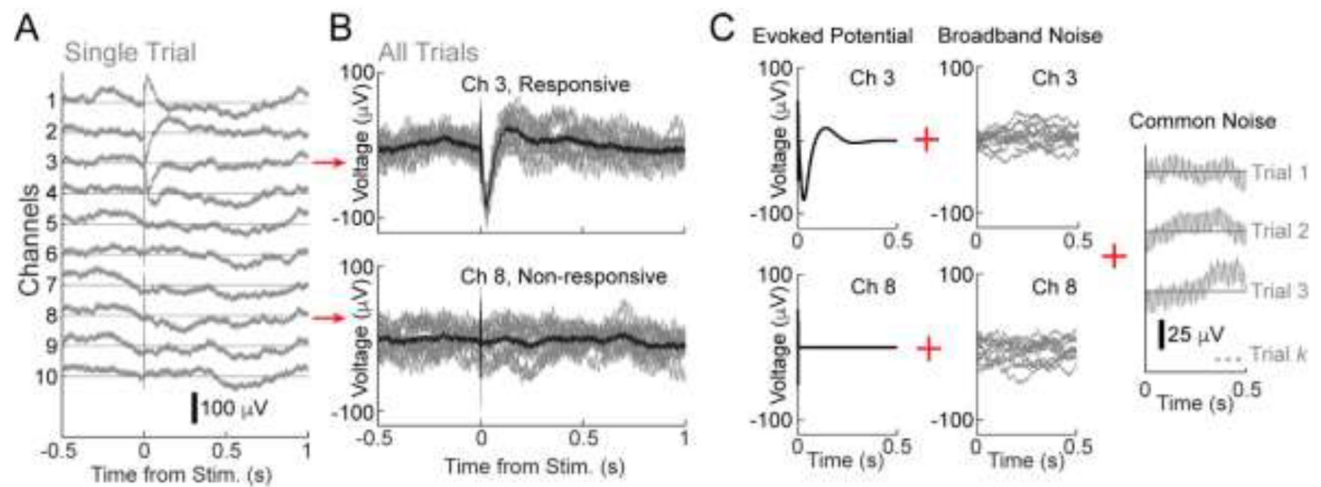 A
Single Trial
Channels
1
2
3
4
5
6
7
8
9
10
100 μV
-0.5 0 0.5 1
Time from Stim. (s)
B
All Trials
Ch 3, Responsive
100
Voltage (μV)
-100
Ch 8, Non-responsive
100
Voltage (μV)
-100
-0.5 0 0.5 1
Time from Stim. (s)
C
Evoked Potential
Broadband Noise
Ch 3
100
Voltage (μV)
-100
0 0.5
+
Ch 3
100
-100
0 0.5
Ch 8
100
Voltage (μV)
-100
0 0.5
Time (s)
+
Ch 8
100
-100
0 0.5
Time (s)
+
Common Noise
Trial 1
Trial 2
Trial 3
25 μV
Trial k
0 0.5
Time (s)